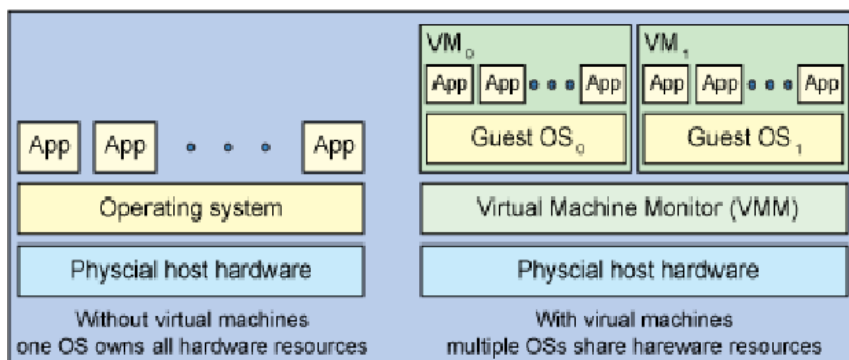 App App App
Operating system
Physcial host hardware
Without virtual machines
one OS owns all hardware resources
VM0
App App App
Guest OS0
VM1
App App App
Guest OS1
Virtual Machine Monitor (VMM)
Physcial host hardware
With virual machines
multiple OSs share hareware resources